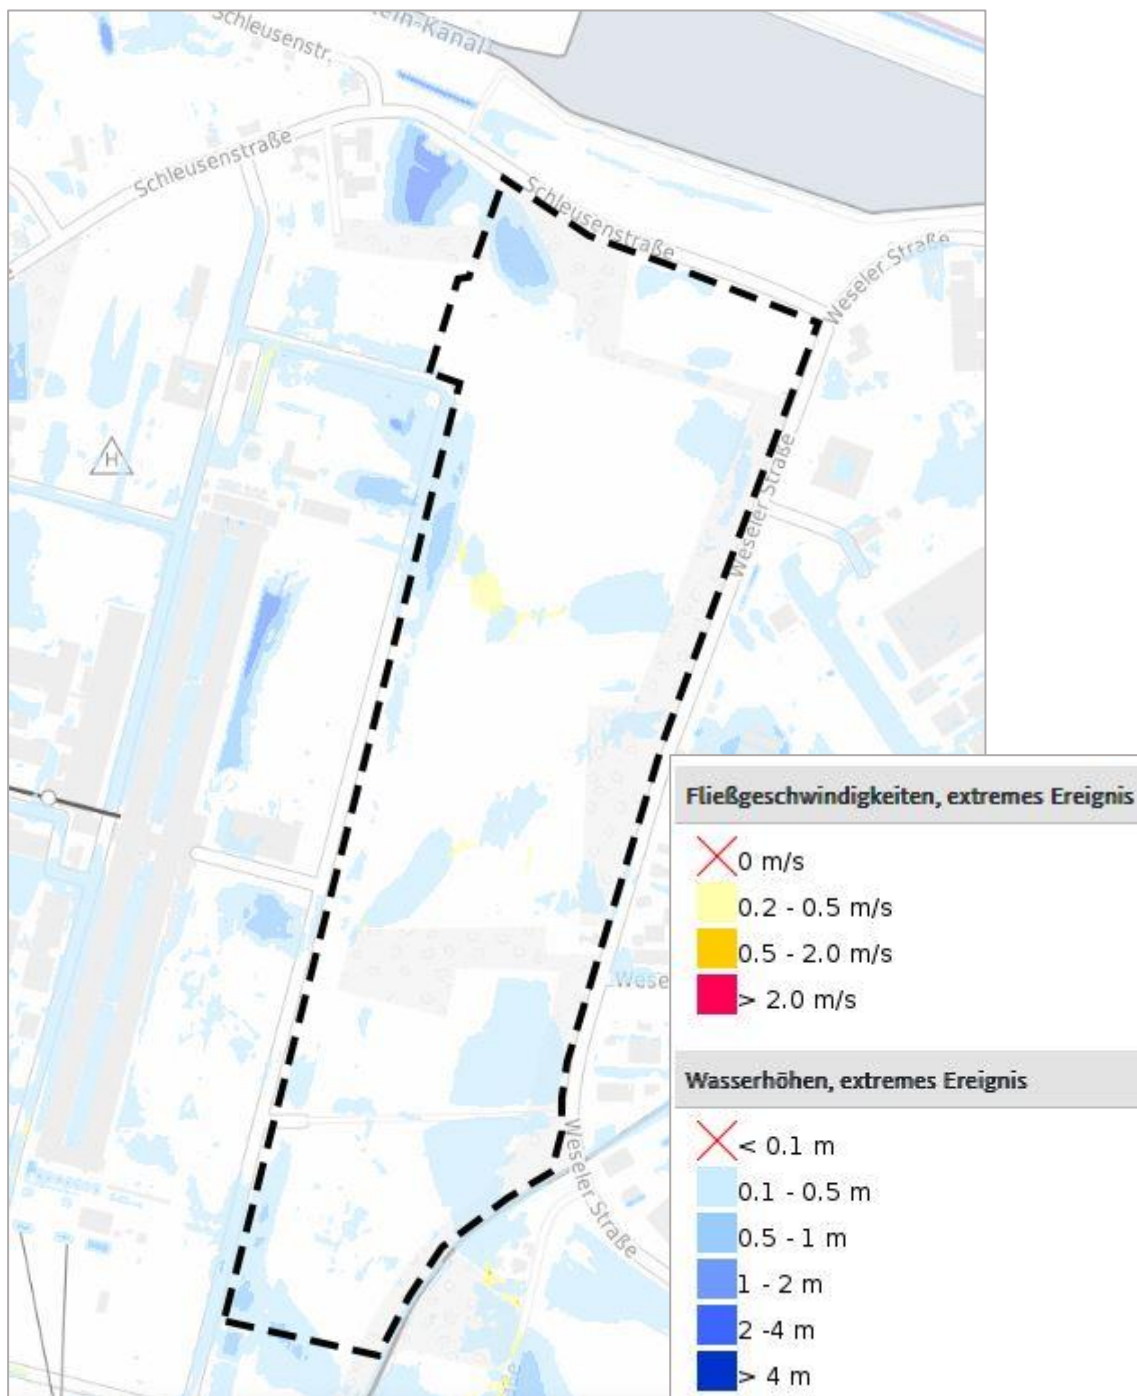 Schleusenstr.
ein-Kanal
Schleusenstraße
Schleusenstraße
Weseler Straße
H
Weseler Straße
Wese
Weseler Straße
Fließgeschwindigkeiten, extremes Ereignis
0 m/s
0.2 - 0.5 m/s
0.5 - 2.0 m/s
> 2.0 m/s
Wasserhöhen, extremes Ereignis
< 0.1 m
0.1 - 0.5 m
0.5 - 1 m
1 - 2 m
2 -4 m
> 4 m